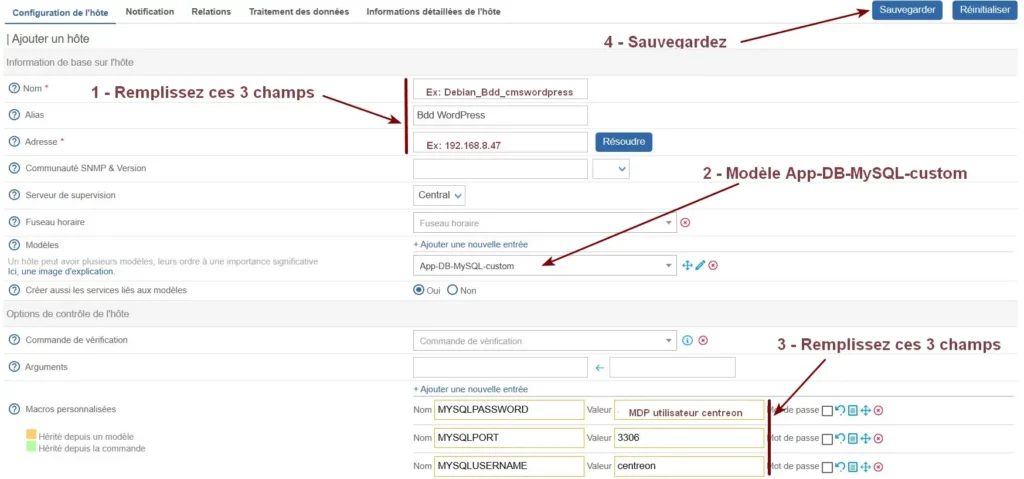 Configuration de l'hôte Notification Relations Traitement des données Informations détaillées de l'hôte Sauvegarder Réinitialiser
| Ajouter un hôte
4 - Sauvegardez
Information de base sur l'hôte
Nom * Ex: Debian_Bdd_cmswordpress
1 - Remplissez ces 3 champs
Alias Bdd WordPress
Adresse * Ex: 192.168.8.47 Résoudre
Communauté SNMP & Version
2 - Modèle App-DB-MySQL-custom
Serveur de supervision Central
Fuseau horaire Fuseau horaire
Modèles + Ajouter une nouvelle entrée
Un hôte peut avoir plusieurs modèles, leurs ordre à une importance significative
Ici, une image d'explication.
App-DB-MySQL-custom
Créer aussi les services liés aux modèles Oui Non
Options de contrôle de l'hôte
Commande de vérification Commande de vérification
3 - Remplissez ces 3 champs
Arguments
+ Ajouter une nouvelle entrée
Macros personnalisées Nom MYSQLPASSWORD Valeur MDP utilisateur centreon Mot de passe
Hérité depuis un modèle
Nom MYSQLPORT Valeur 3306 Mot de passe
Hérité depuis la commande
Nom MYSQLUSERNAME Valeur centreon Mot de passe